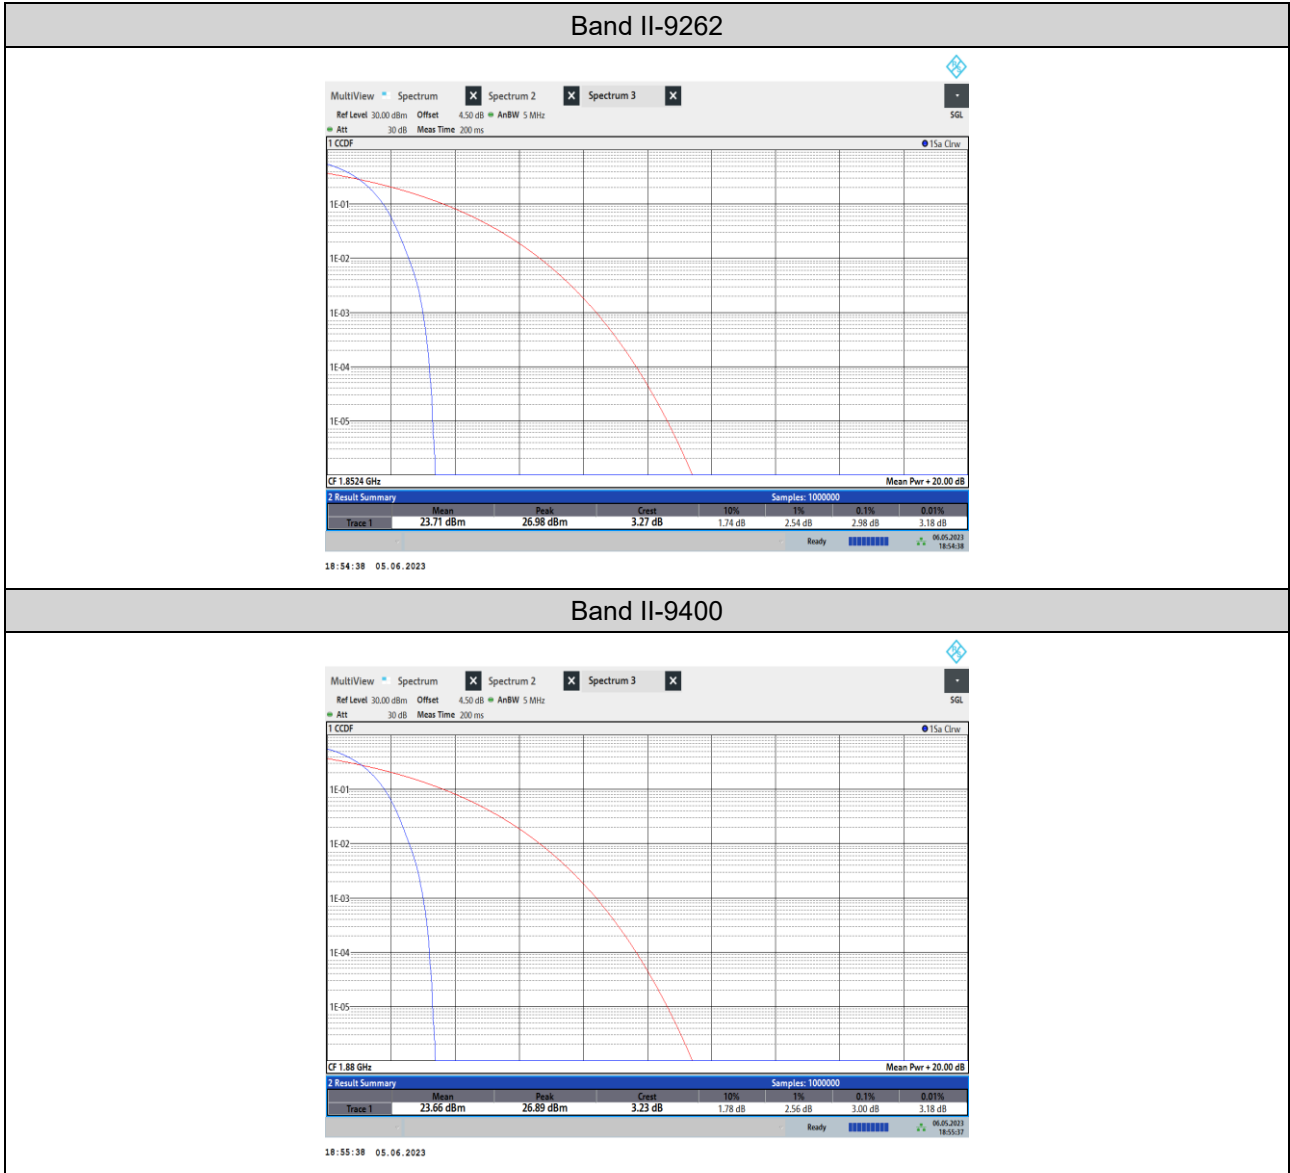 Band II-9262
MultiView Spectrum X Spectrum 2 X Spectrum 3 X
Ref Level 30.00 dBm Offset 4.50 dB AnBW 5 MHz SGL
Att 30 dB Meas Time 200 ms
1 CCDF 1Sa Clrw
1E-01
1E-02
1E-03
1E-04
1E-05
CF 1.8524 GHz Mean Pwr + 20.00 dB
2 Result Summary Samples: 1000000
Mean Peak Crest 10% 1% 0.1% 0.01%
Trace 1 23.71 dBm 26.98 dBm 3.27 dB 1.74 dB 2.54 dB 2.98 dB 3.18 dB
Ready 06.05.2023
18:54:38
18:54:38 05.06.2023
Band II-9400
MultiView Spectrum X Spectrum 2 X Spectrum 3 X
Ref Level 30.00 dBm Offset 4.50 dB AnBW 5 MHz SGL
Att 30 dB Meas Time 200 ms
1 CCDF 1Sa Clrw
1E-01
1E-02
1E-03
1E-04
1E-05
CF 1.88 GHz Mean Pwr + 20.00 dB
2 Result Summary Samples: 1000000
Mean Peak Crest 10% 1% 0.1% 0.01%
Trace 1 23.66 dBm 26.89 dBm 3.23 dB 1.78 dB 2.56 dB 3.00 dB 3.18 dB
Ready 06.05.2023
18:55:37
18:55:38 05.06.2023